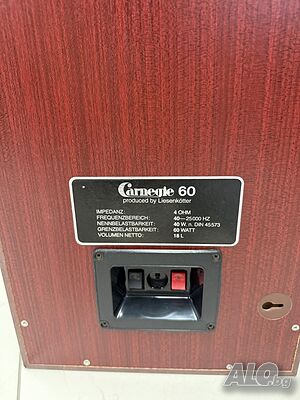 Carnegie 60
produced by Liesenkötter
IMPEDANZ: 4 OHM
FREQUENZBEREICH: 40—25000 HZ
NENNBELASTBARKEIT: 40 W. n. DIN 45573
GRENZBELASTBARKEIT: 60 WATT
VOLUMEN NETTO: 18 L
ALO.bg